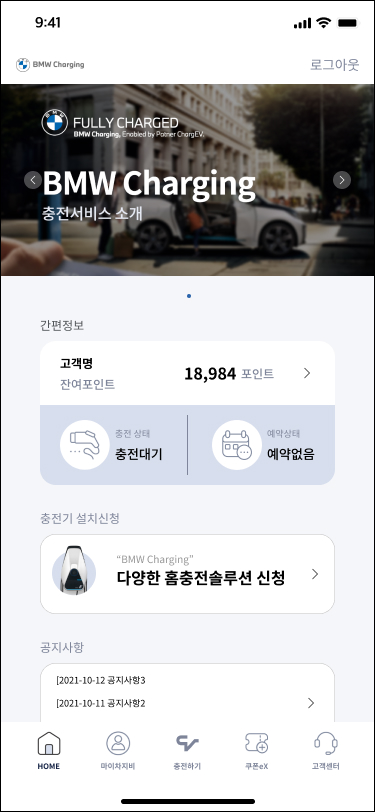 9:41
BMW Charging
로그아웃
FULLY CHARGED
BMW Charging, Enabled by Patner ChargEV.
BMW Charging
충전서비스 소개
간편정보
고객명
잔여포인트
18,984 포인트
충전 상태
충전대기
예약상태
예약없음
충전기 설치신청
“BMW Charging”
다양한 홈충전솔루션 신청
공지사항
[2021-10-12 공지사항3
[2021-10-11 공지사항2
HOME
마이차지비
충전하기
쿠폰eX
고객센터